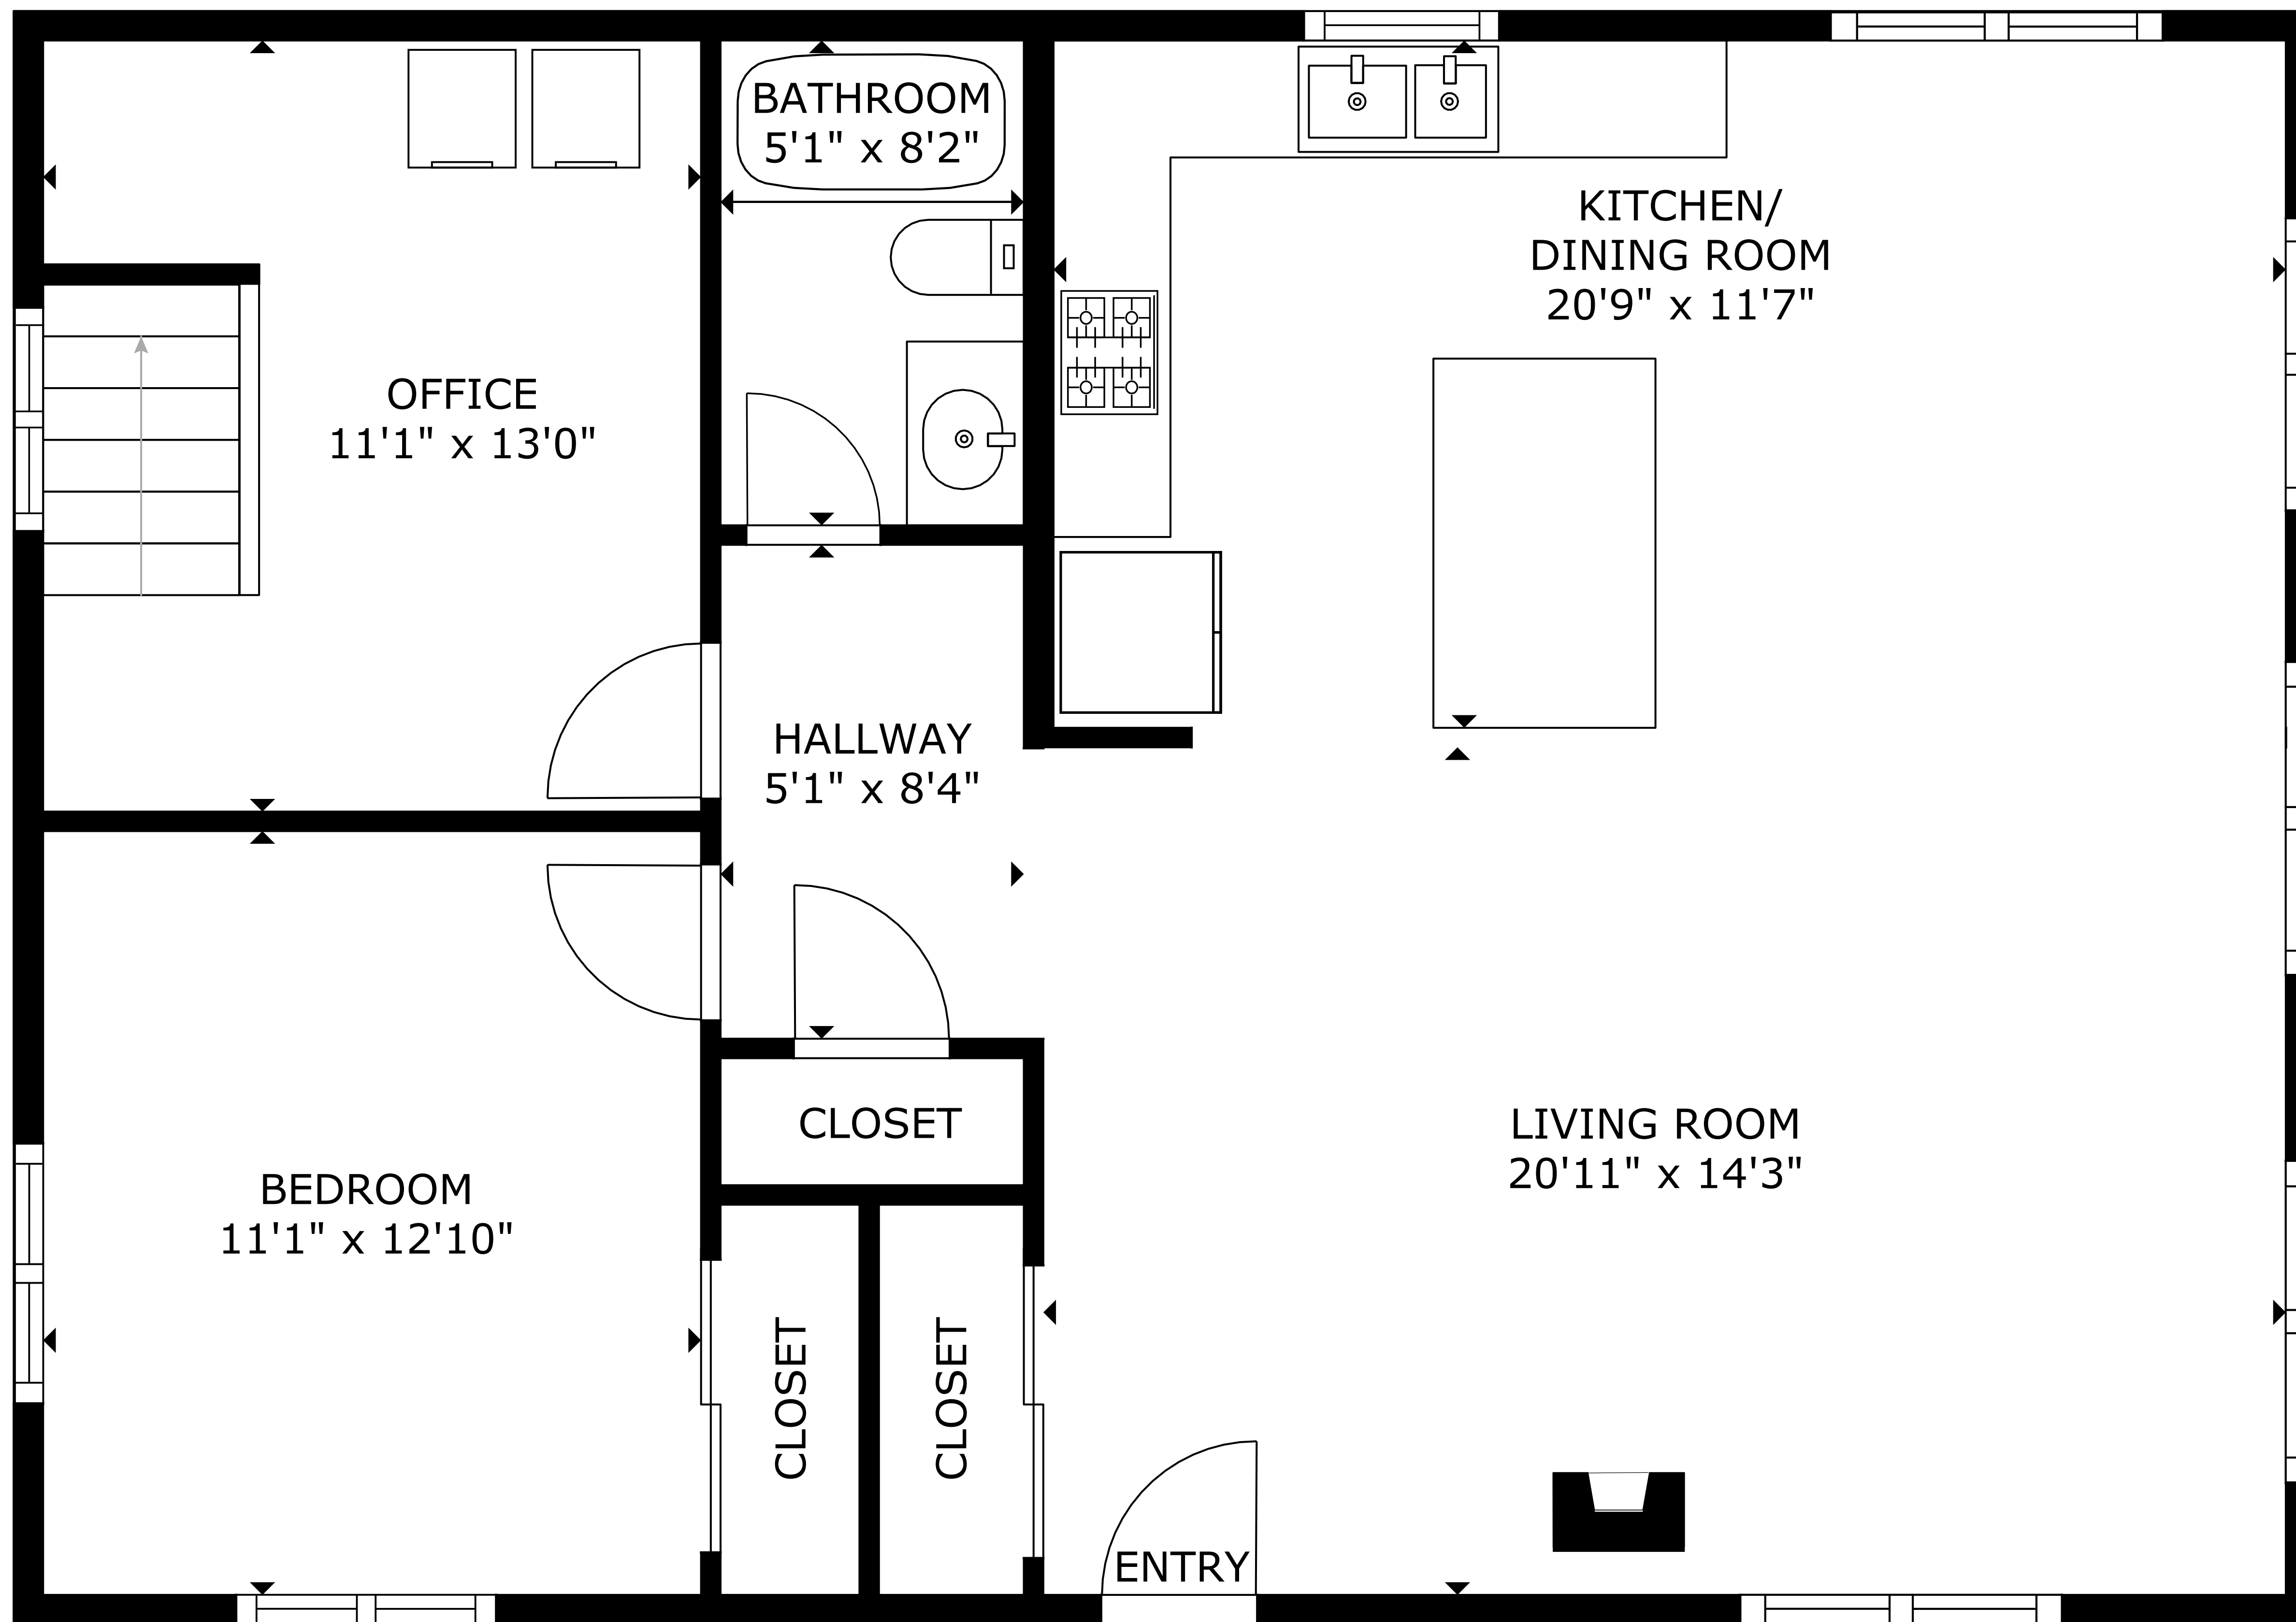 BATHROOM
5'1" x 8'2"
KITCHEN/
DINING ROOM
20'9" x 11'7"
OFFICE
11'1" x 13'0"
HALLWAY
5'1" x 8'4"
CLOSET
LIVING ROOM
20'11" x 14'3"
BEDROOM
11'1" x 12'10"
CLOSET
CLOSET
ENTRY